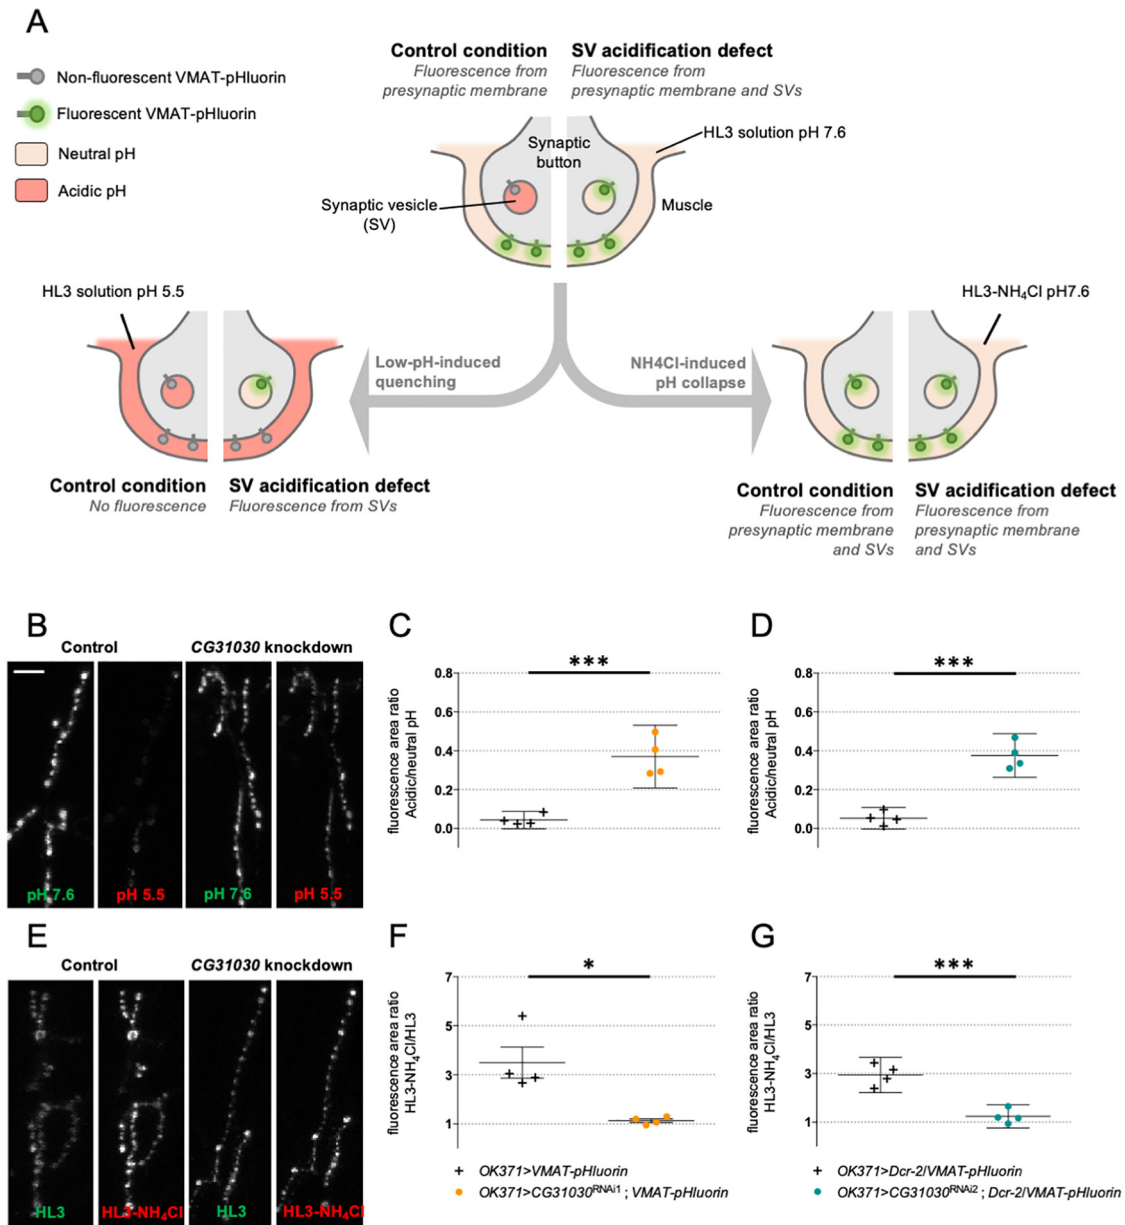 A
Non-fluorescent VMAT-pHluorin
Fluorescent VMAT-pHluorin
Neutral pH
Acidic pH
Control condition
Fluorescence from
presynaptic membrane
SV acidification defect
Fluorescence from
presynaptic membrane and SVs
HL3 solution pH 7.6
Synaptic
button
Synaptic vesicle
(SV)
Muscle
HL3 solution pH 5.5
HL3-NH₄Cl pH7.6
Low-pH-induced
quenching
NH4Cl-induced
pH collapse
Control condition
No fluorescence
SV acidification defect
Fluorescence from SVs
Control condition
Fluorescence from
presynaptic membrane
and SVs
SV acidification defect
Fluorescence from
presynaptic membrane
and SVs
B
Control
CG31030 knockdown
pH 7.6
pH 5.5
pH 7.6
pH 5.5
C
fluorescence area ratio
Acidic/neutral pH
0.8
0.6
0.4
0.2
0.0
***
D
fluorescence area ratio
Acidic/neutral pH
0.8
0.6
0.4
0.2
0.0
***
E
Control
CG31030 knockdown
HL3
HL3-NH₄Cl
HL3
HL3-NH₄Cl
F
fluorescence area ratio
HL3-NH₄Cl/HL3
7
5
3
1
*
OK371>VMAT-pHluorin
OK371>CG31030ᴿᴺᴬⁱ¹ ; VMAT-pHluorin
G
fluorescence area ratio
HL3-NH₄Cl/HL3
7
5
3
1
***
OK371>Dcr-2/VMAT-pHluorin
OK371>CG31030ᴿᴺᴬⁱ² ; Dcr-2/VMAT-pHluorin